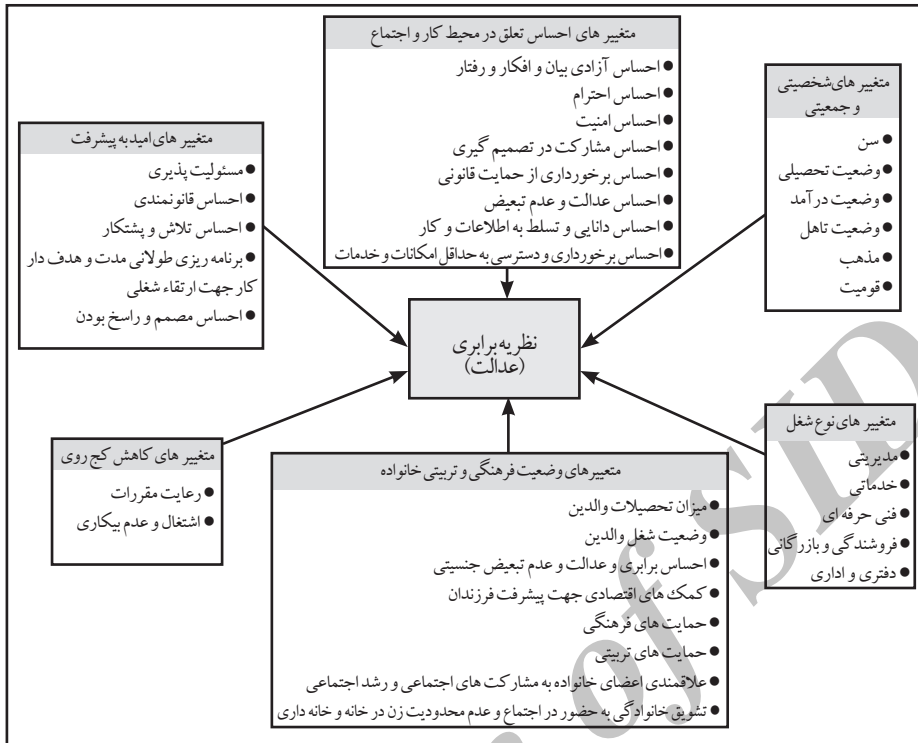 متغییر های احساس تعلق در محیط کار و اجتماع
● احساس آزادی بیان و افکار و رفتار
● احساس احترام
● احساس امنیت
● احساس مشارکت در تصمیم گیری
● احساس برخورداری از حمایت قانونی
● احساس عدالت و عدم تبعیض
● احساس دانایی و تسلط به اطلاعات و کار
● احساس برخورداری و دسترسی به حداقل امکانات و خدمات
متغییر های شخصیتی
و جمعیتی
● سن
● وضعیت تحصیلی
● وضعیت درآمد
● وضعیت تاهل
● مذهب
● قومیت
متغییر های امید به پیشرفت
● مسئولیت پذیری
● احساس قانونمندی
● احساس تلاش و پشتکار
● برنامه ریزی طولانی مدت و هدف دار
کار جهت ارتقاء شغلی
● احساس مصمم و راسخ بودن
نظریه برابری
(عدالت)
متغییر های نوع شغل
● مدیریتی
● خدماتی
● فنی حرفه ای
● فروشندگی و بازرگانی
● دفتری و اداری
متغییر های کاهش کج روی
● رعایت مقررات
● اشتغال و عدم بیکاری
متعییرهای وضعیت فرهنگی و تربیتی خانواده
● میزان تحصیلات والدین
● وضعیت شغل والدین
● احساس برابری و عدالت و عدم تبعیض جنسیتی
● کمک های اقتصادی جهت پیشرفت فرزندان
● حمایت های فرهنگی
● حمایت های تربیتی
● علاقمندی اعضای خانواده به مشارکت های اجتماعی و رشد اجتماعی
● تشویق خانوادگی به حضور در اجتماع و عدم محدودیت زن در خانه و خانه داری
of SID